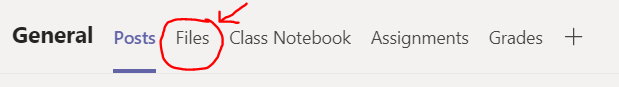 General Posts Files Class Notebook Assignments Grades +